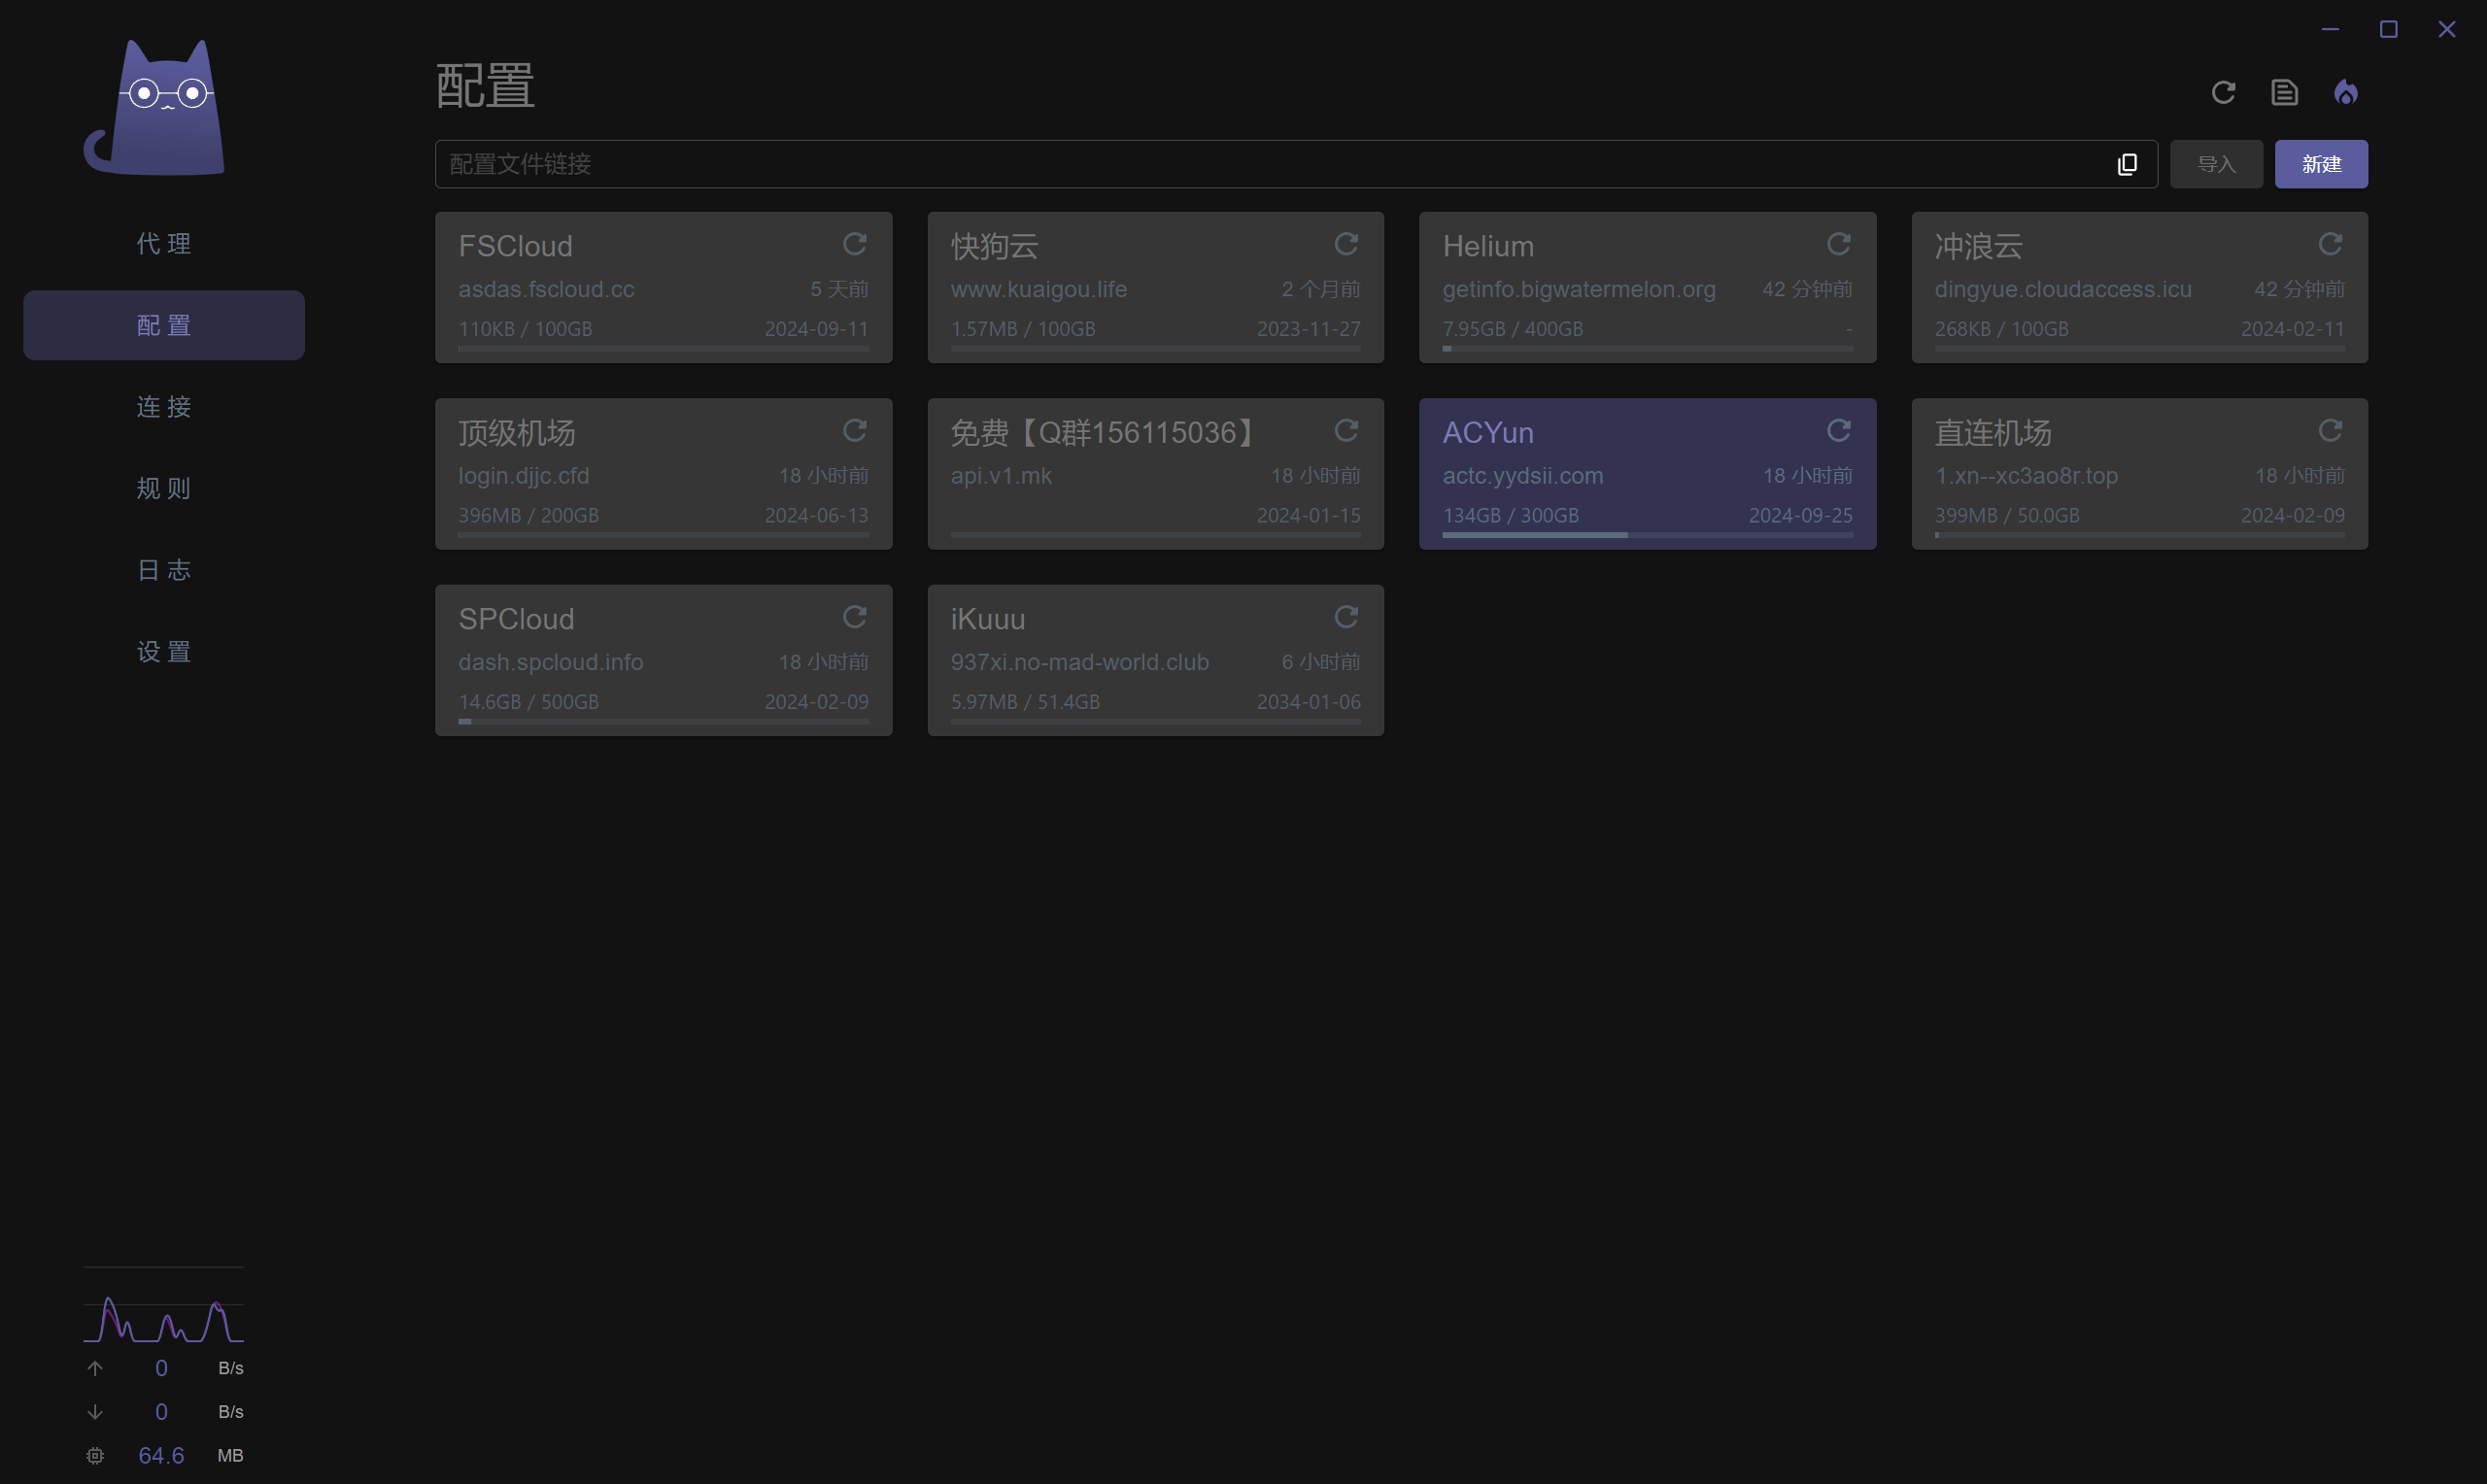 配置
配置文件链接
导入
新建
代 理
配 置
连 接
规 则
日 志
设 置
FSCloud
asdas.fscloud.cc 5 天前
110KB / 100GB 2024-09-11
快狗云
www.kuaigou.life 2 个月前
1.57MB / 100GB 2023-11-27
Helium
getinfo.bigwatermelon.org 42 分钟前
7.95GB / 400GB -
冲浪云
dingyue.cloudaccess.icu 42 分钟前
268KB / 100GB 2024-02-11
顶级机场
login.djjc.cfd 18 小时前
396MB / 200GB 2024-06-13
免费【Q群156115036】
api.v1.mk 18 小时前
2024-01-15
ACYun
actc.yydsii.com 18 小时前
134GB / 300GB 2024-09-25
直连机场
1.xn--xc3ao8r.top 18 小时前
399MB / 50.0GB 2024-02-09
SPCloud
dash.spcloud.info 18 小时前
14.6GB / 500GB 2024-02-09
iKuuu
937xi.no-mad-world.club 6 小时前
5.97MB / 51.4GB 2034-01-06
0 B/s
0 B/s
64.6 MB